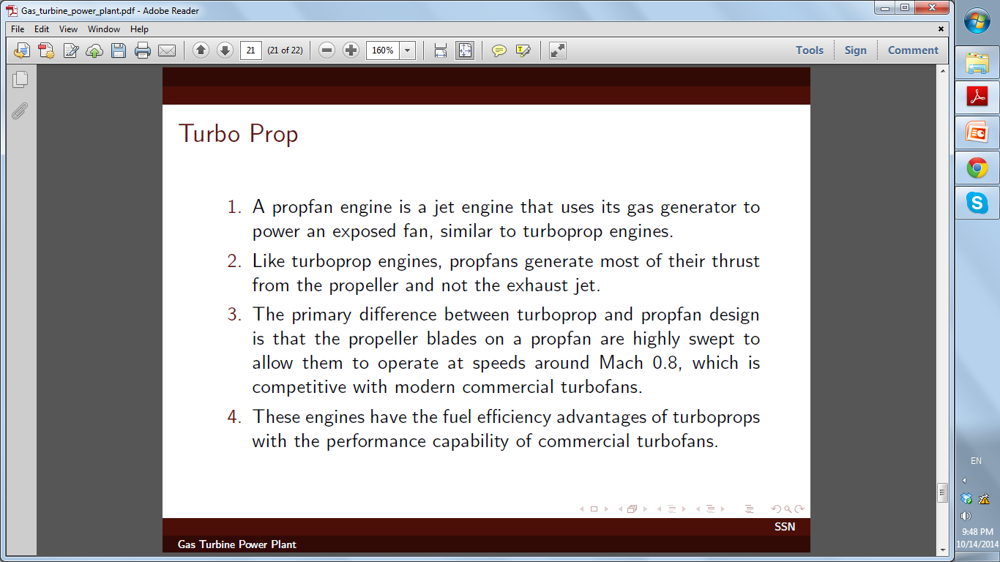 Gas_turbine_power_plant.pdf - Adobe Reader
File Edit View Window Help
21 (21 of 22) 160% Tools Sign Comment
Turbo Prop
1. A propfan engine is a jet engine that uses its gas generator to
power an exposed fan, similar to turboprop engines.
2. Like turboprop engines, propfans generate most of their thrust
from the propeller and not the exhaust jet.
3. The primary difference between turboprop and propfan design
is that the propeller blades on a propfan are highly swept to
allow them to operate at speeds around Mach 0.8, which is
competitive with modern commercial turbofans.
4. These engines have the fuel efficiency advantages of turboprops
with the performance capability of commercial turbofans.
SSN
Gas Turbine Power Plant
EN
9:48 PM
10/14/2014